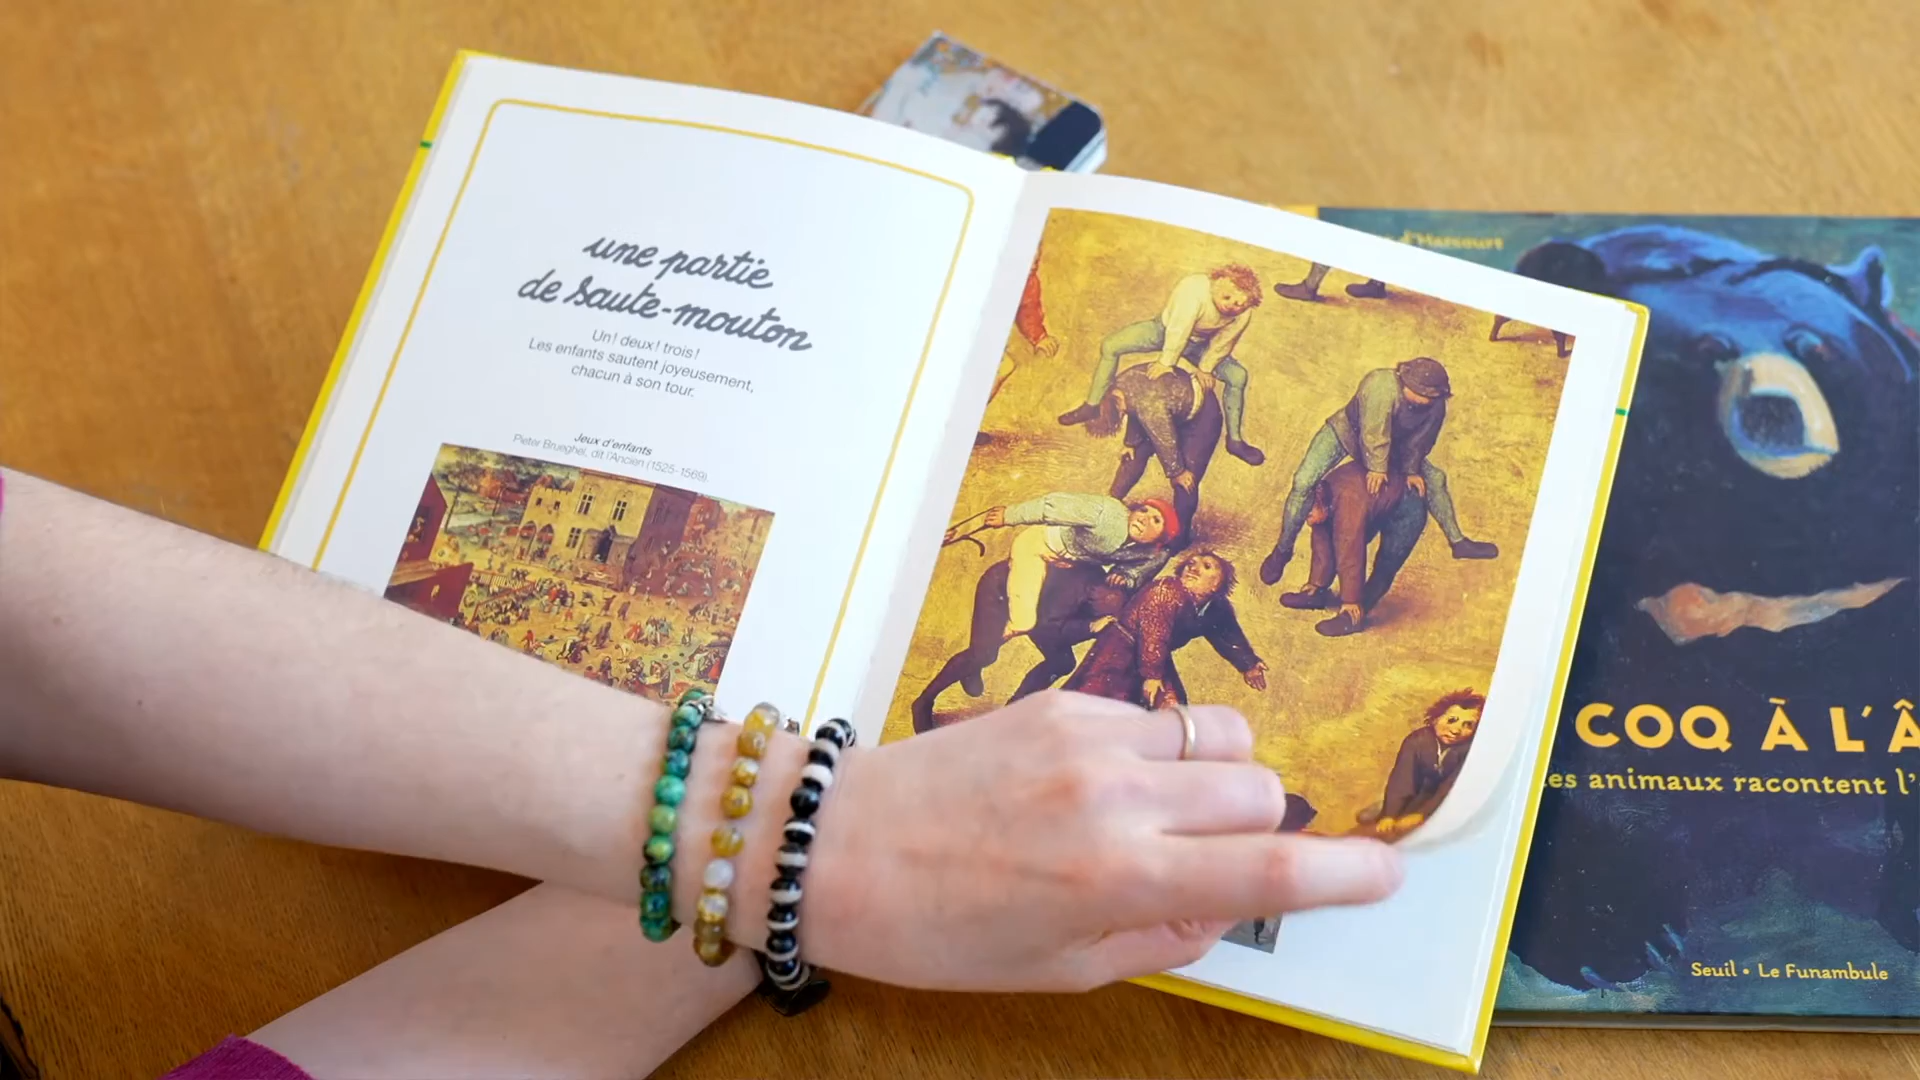 une partie
de saute-mouton
Un! deux! trois!
Les enfants sautent joyeusement,
chacun à son tour.
Jeux d'enfants
Pieter Brueghel, dit l'Ancien (1525-1569).
d'Harcourt
COQ À L'Â
es animaux racontent l'
Seuil • Le Funambule